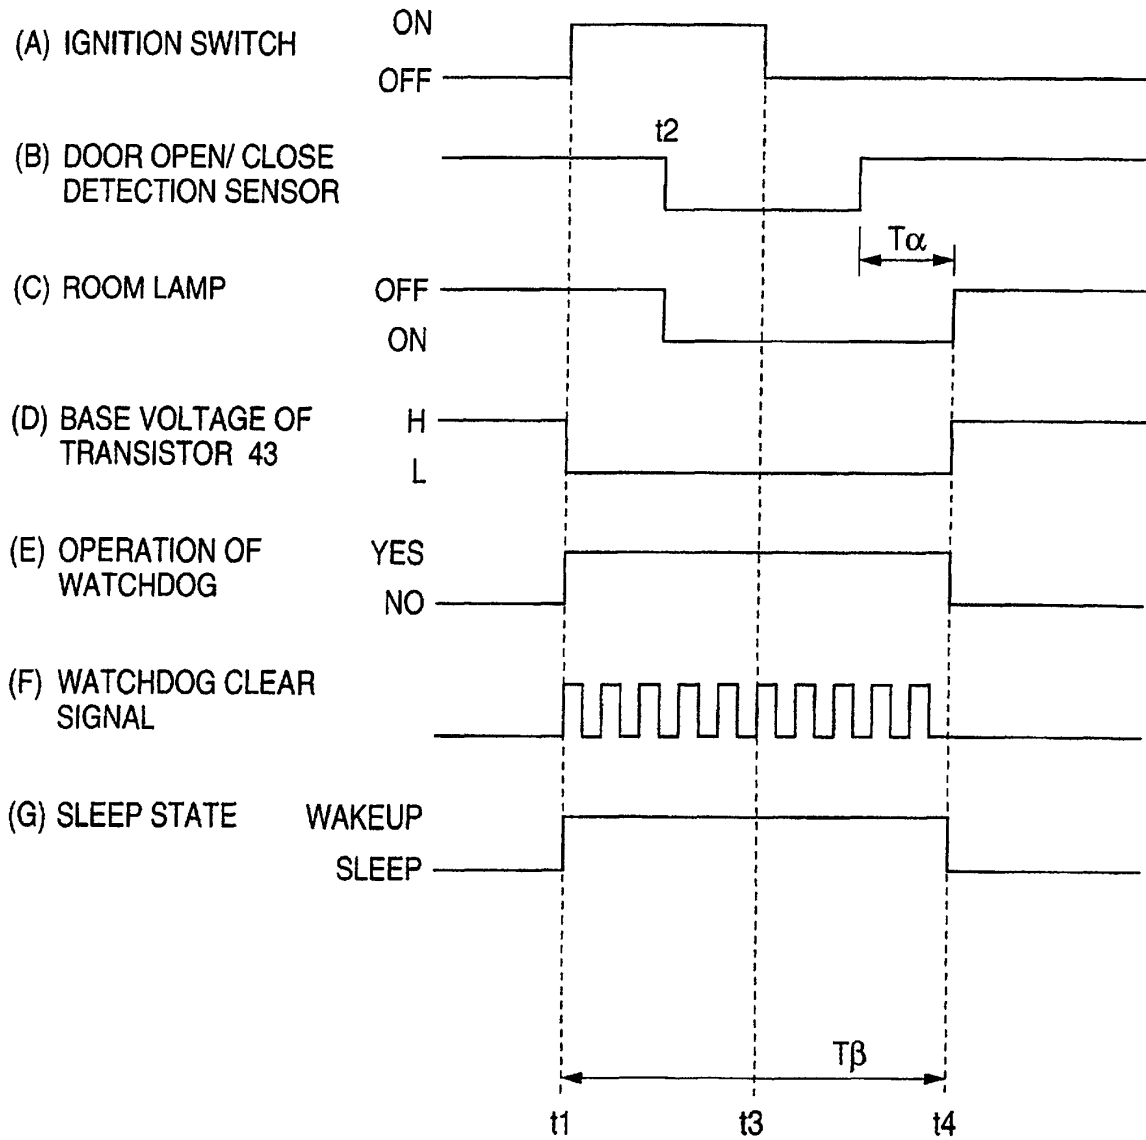 (A) IGNITION SWITCH
ON
OFF
(B) DOOR OPEN/ CLOSE
DETECTION SENSOR
t2
Tα
(C) ROOM LAMP
OFF
ON
(D) BASE VOLTAGE OF
TRANSISTOR 43
H
L
(E) OPERATION OF
WATCHDOG
YES
NO
(F) WATCHDOG CLEAR
SIGNAL
(G) SLEEP STATE
WAKEUP
SLEEP
Tβ
t1
t3
t4